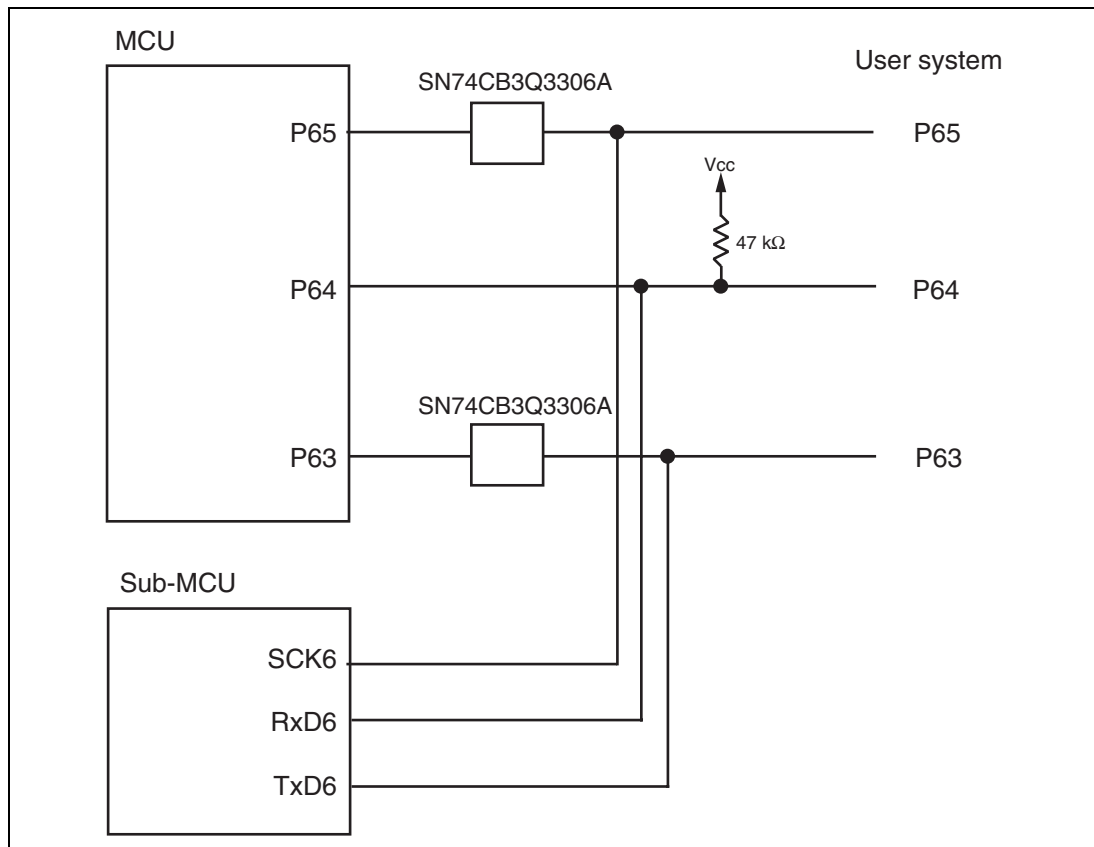 MCU
User system
SN74CB3Q3306A
P65
P65
Vcc
47 kΩ
P64
P64
SN74CB3Q3306A
P63
P63
Sub-MCU
SCK6
RxD6
TxD6